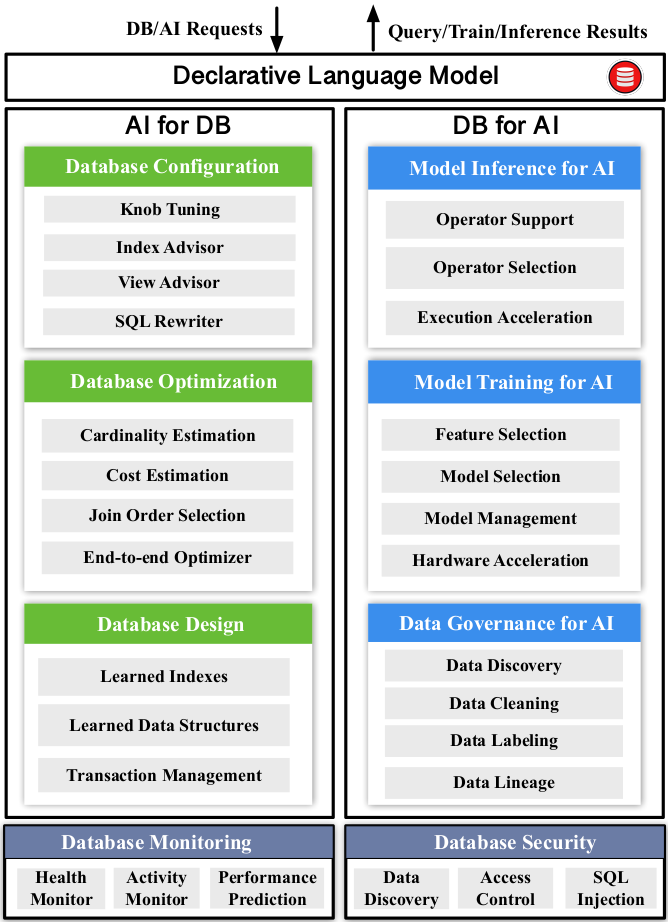 DB/AI Requests
Query/Train/Inference Results
Declarative Language Model
AI for DB
Database Configuration
Knob Tuning
Index Advisor
View Advisor
SQL Rewriter
Database Optimization
Cardinality Estimation
Cost Estimation
Join Order Selection
End-to-end Optimizer
Database Design
Learned Indexes
Learned Data Structures
Transaction Management
DB for AI
Model Inference for AI
Operator Support
Operator Selection
Execution Acceleration
Model Training for AI
Feature Selection
Model Selection
Model Management
Hardware Acceleration
Data Governance for AI
Data Discovery
Data Cleaning
Data Labeling
Data Lineage
Database Monitoring
Health
Monitor
Activity
Monitor
Performance
Prediction
Database Security
Data
Discovery
Access
Control
SQL
Injection